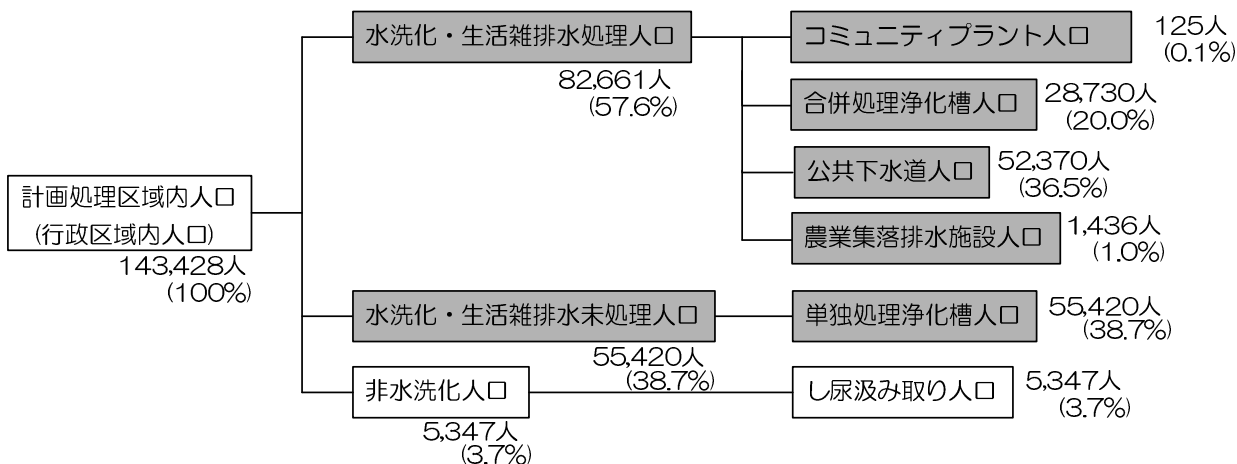 水洗化・生活雑排水処理人口
82,661人
(57.6%)
コミュニティプラント人口
125人
(0.1%)
合併処理浄化槽人口
28,730人
(20.0%)
公共下水道人口
52,370人
(36.5%)
農業集落排水施設人口
1,436人
(1.0%)
計画処理区域内人口
(行政区域内人口)
143,428人
(100%)
水洗化・生活雑排水未処理人口
55,420人
(38.7%)
単独処理浄化槽人口
55,420人
(38.7%)
非水洗化人口
5,347人
(3.7%)
し尿汲み取り人口
5,347人
(3.7%)